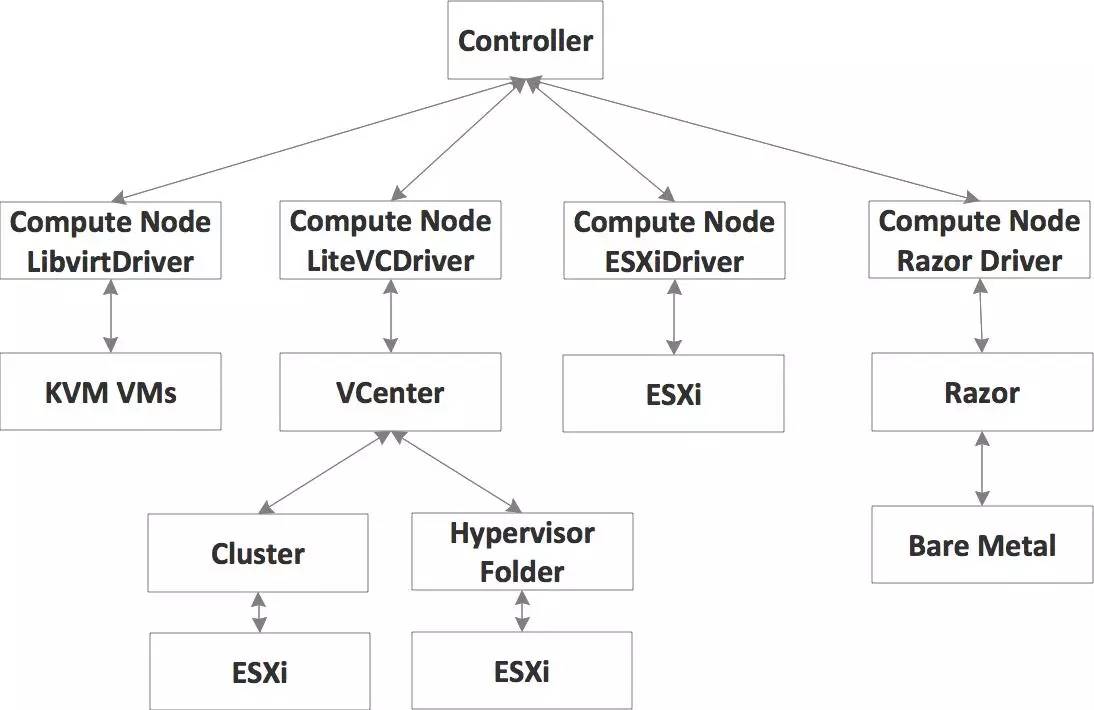 Controller
Compute Node
LibvirtDriver
Compute Node
LiteVCDriver
Compute Node
ESXiDriver
Compute Node
Razor Driver
KVM VMs
VCenter
ESXi
Razor
Cluster
Hypervisor
Folder
Bare Metal
ESXi
ESXi